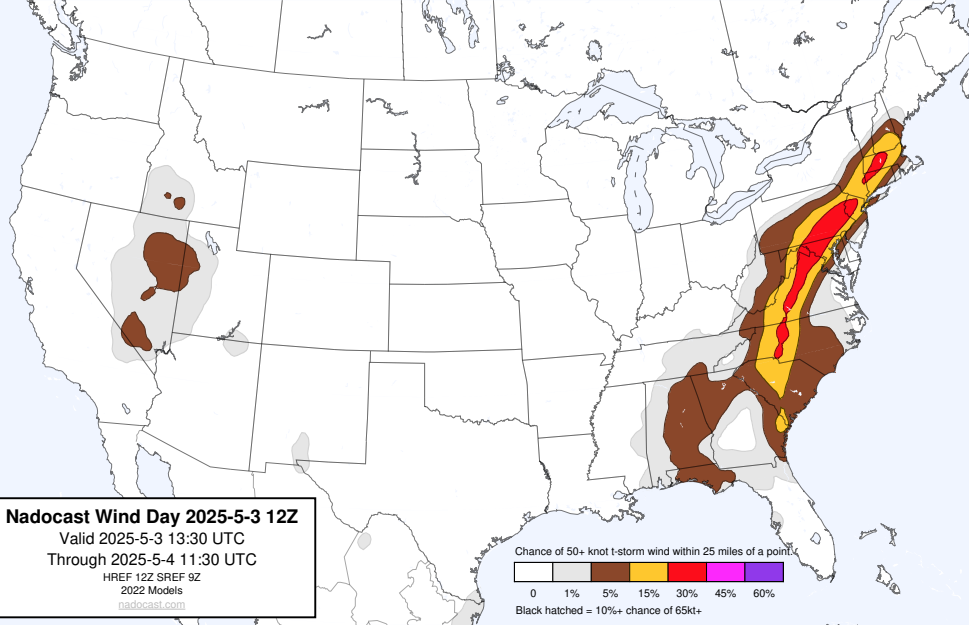 Nadocast Wind Day 2025-5-3 12Z
Valid 2025-5-3 13:30 UTC
Through 2025-5-4 11:30 UTC
HREF 12Z SREF 9Z
2022 Models
nadocast.com
Chance of 50+ knot t-storm wind within 25 miles of a point.
0 1% 5% 15% 30% 45% 60%
Black hatched = 10%+ chance of 65kt+